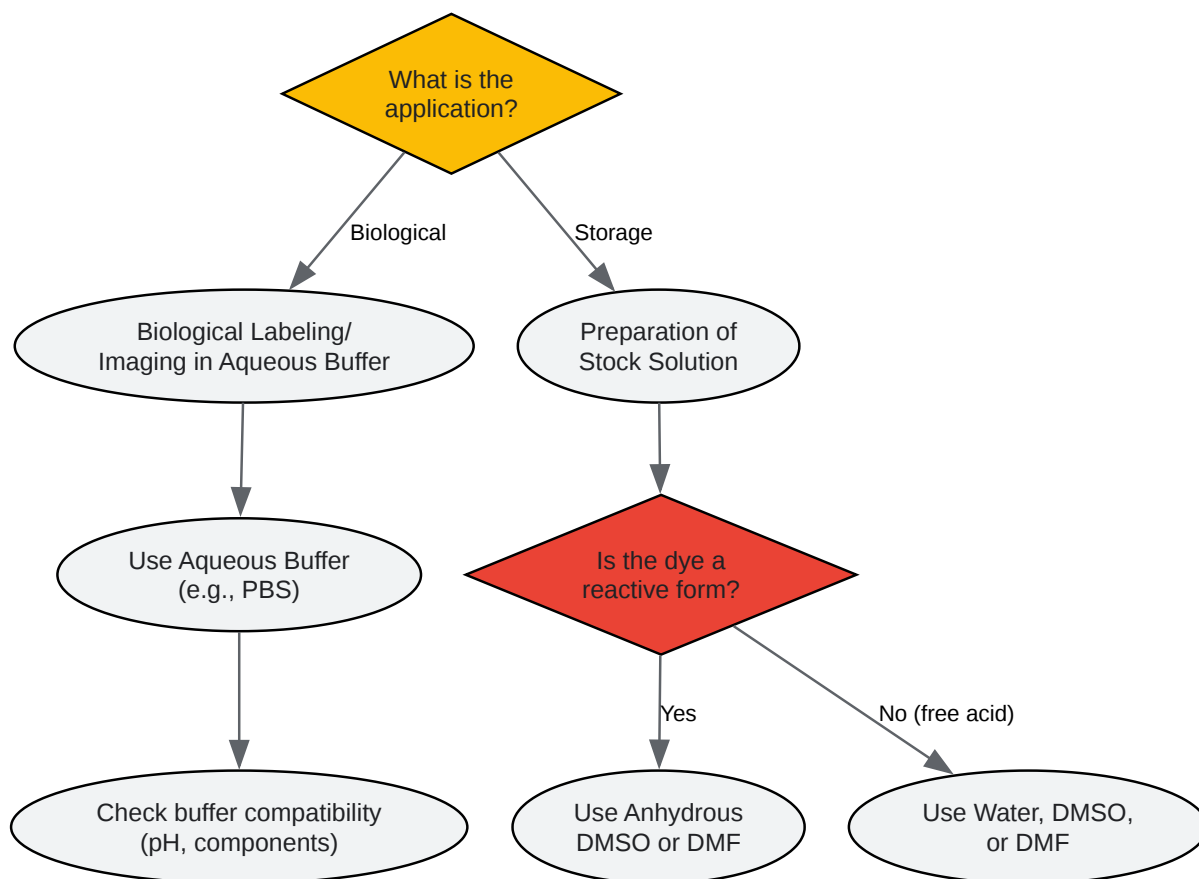 What is the
application?
Biological
Storage
Biological Labeling/
Imaging in Aqueous Buffer
Preparation of
Stock Solution
Use Aqueous Buffer
(e.g., PBS)
Is the dye a
reactive form?
Yes
No (free acid)
Check buffer compatibility
(pH, components)
Use Anhydrous
DMSO or DMF
Use Water, DMSO,
or DMF